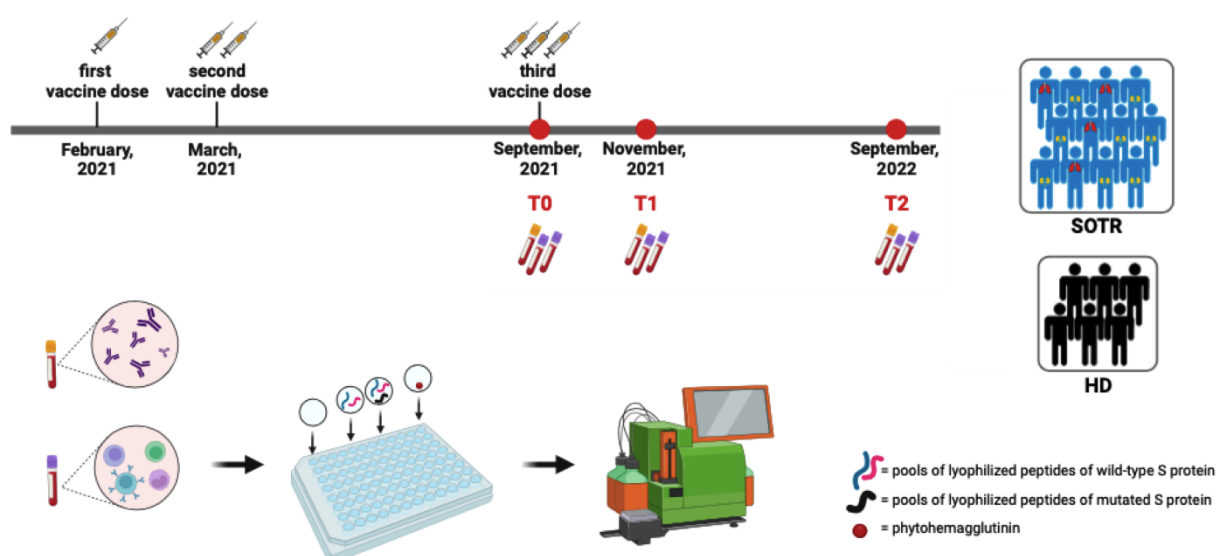 first
vaccine dose
second
vaccine dose
third
vaccine dose
February,
2021
March,
2021
September,
2021
November,
2021
September,
2022
T0
T1
T2
SOTR
HD
= pools of lyophilized peptides of wild-type S protein
= pools of lyophilized peptides of mutated S protein
= phytohemagglutinin